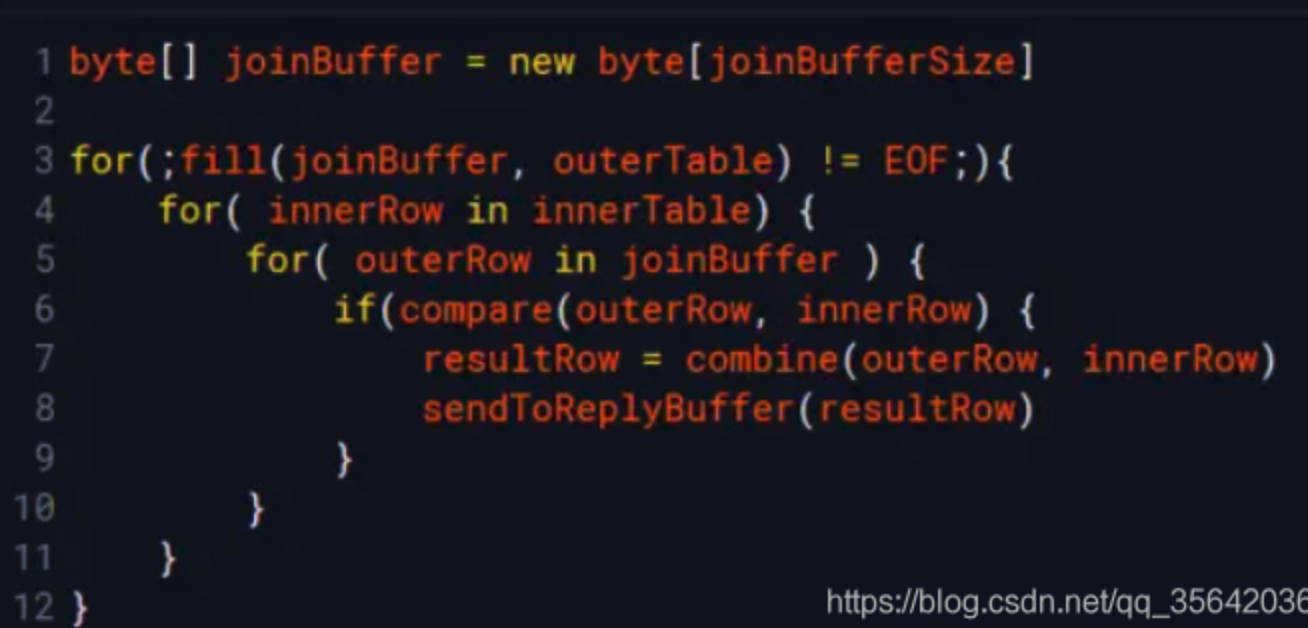 1 byte[] joinBuffer = new byte[joinBufferSize]
2
3 for(;fill(joinBuffer, outerTable) != EOF;){
4     for( innerRow in innerTable) {
5         for( outerRow in joinBuffer ) {
6             if(compare(outerRow, innerRow) {
7                 resultRow = combine(outerRow, innerRow)
8                 sendToReplyBuffer(resultRow)
9             }
10         }
11     }
12 }
https://blog.csdn.net/qq_35642036